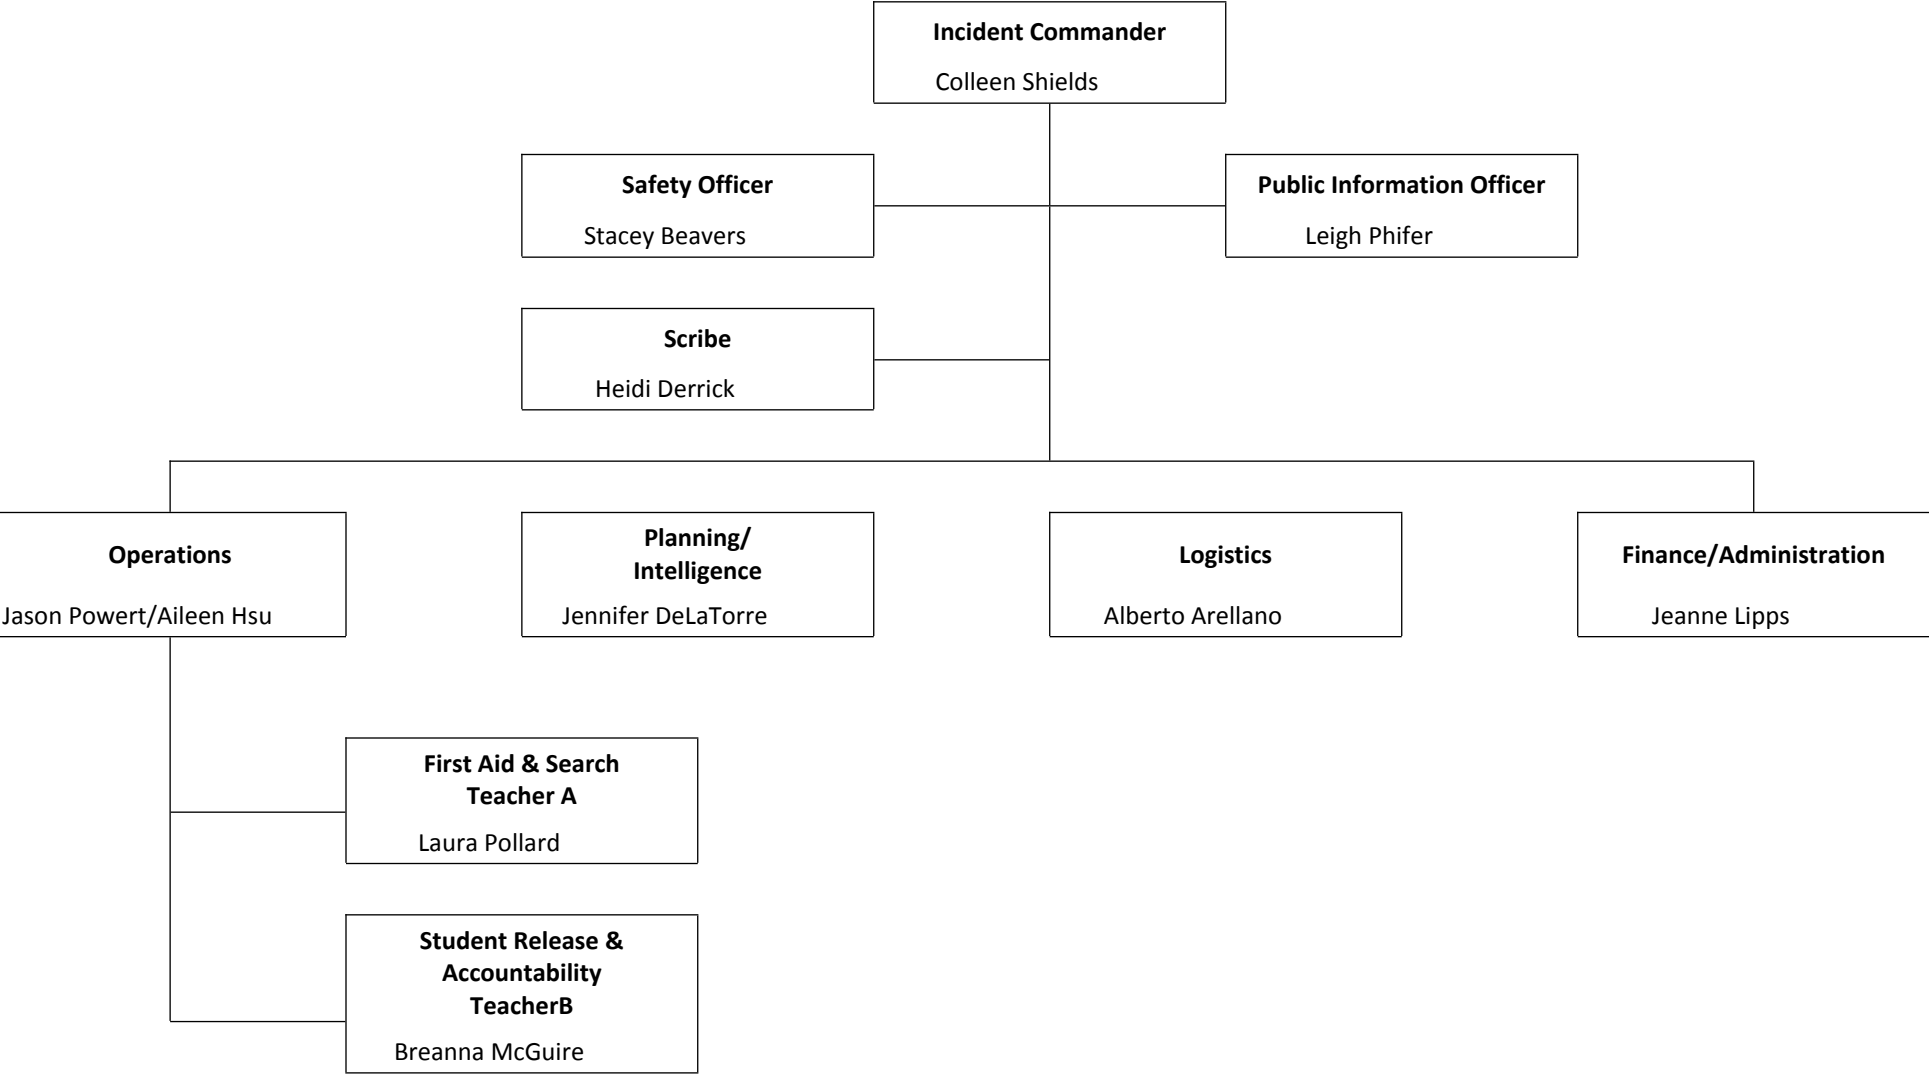 Incident Commander
Colleen Shields
Safety Officer
Stacey Beavers
Public Information Officer
Leigh Phifer
Scribe
Heidi Derrick
Operations
Jason Powert/Aileen Hsu
Planning/
Intelligence
Jennifer DeLaTorre
Logistics
Alberto Arellano
Finance/Administration
Jeanne Lipps
First Aid & Search
Teacher A
Laura Pollard
Student Release &
Accountability
TeacherB
Breanna McGuire